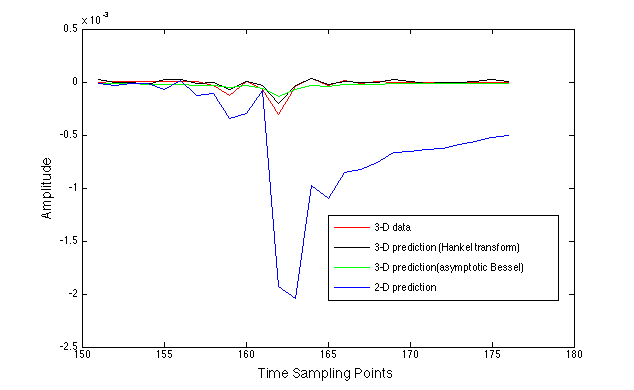 x 10⁻³
0.5
0
-0.5
-1
-1.5
-2
-2.5
Amplitude
3-D data
3-D prediction (Hankel transform)
3-D prediction(asymptotic Bessel)
2-D prediction
150 155 160 165 170 175 180
Time Sampling Points